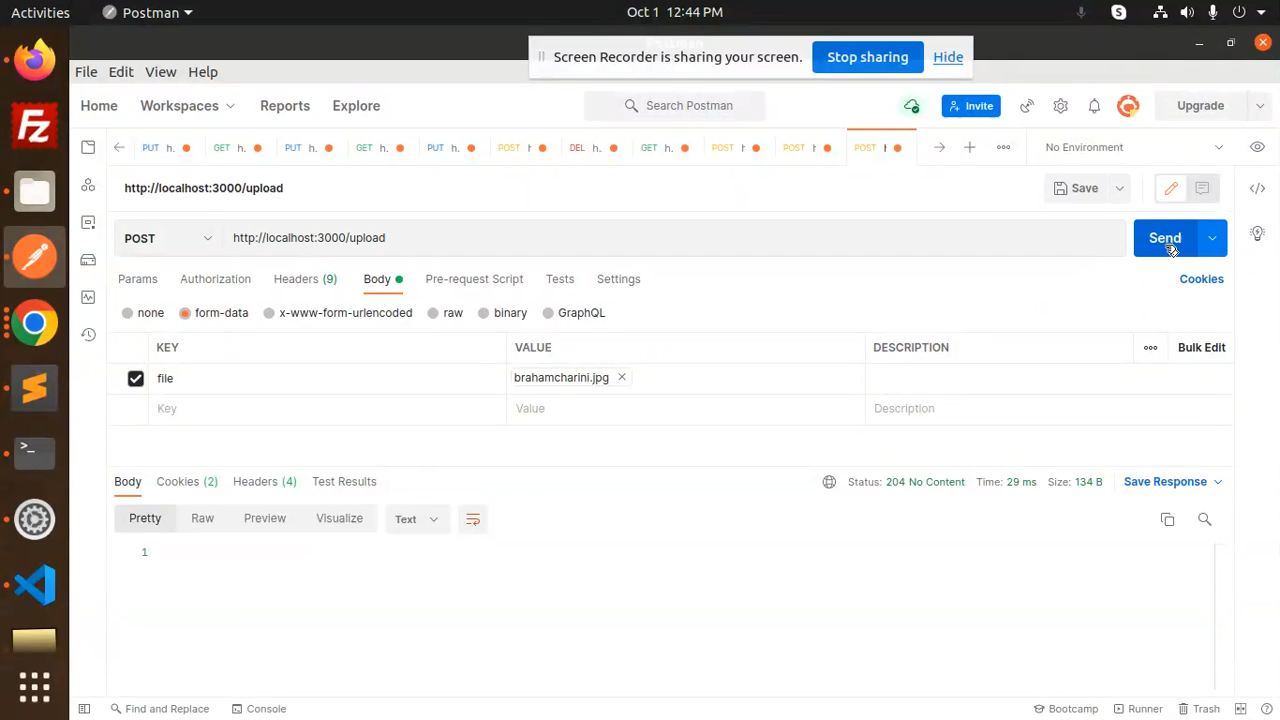 Activities Postman Oct 1 12:44 PM
Screen Recorder is sharing your screen. Stop sharing Hide
File Edit View Help
Home Workspaces Reports Explore Search Postman Invite Upgrade
PUT h. GET h. PUT h. GET h. PUT h. POST h DEL h. GET h. POST h POST h POST h No Environment
http://localhost:3000/upload Save
POST http://localhost:3000/upload Send
Params Authorization Headers (9) Body Pre-request Script Tests Settings Cookies
none form-data x-www-form-urlencoded raw binary GraphQL
KEY VALUE DESCRIPTION Bulk Edit
file brahamcharini.jpg
Key Value Description
Body Cookies (2) Headers (4) Test Results Status: 204 No Content Time: 29 ms Size: 134 B Save Response
Pretty Raw Preview Visualize Text
1
Find and Replace Console Bootcamp Runner Trash